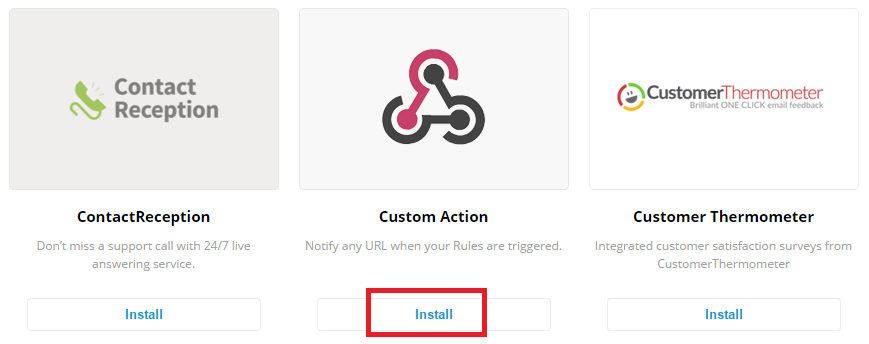 Contact
Reception
CustomerThermometer
Brilliant ONE CLICK email feedback
ContactReception
Custom Action
Customer Thermometer
Don't miss a support call with 24/7 live
answering service.
Notify any URL when your Rules are triggered.
Integrated customer satisfaction surveys from
CustomerThermometer
Install
Install
Install